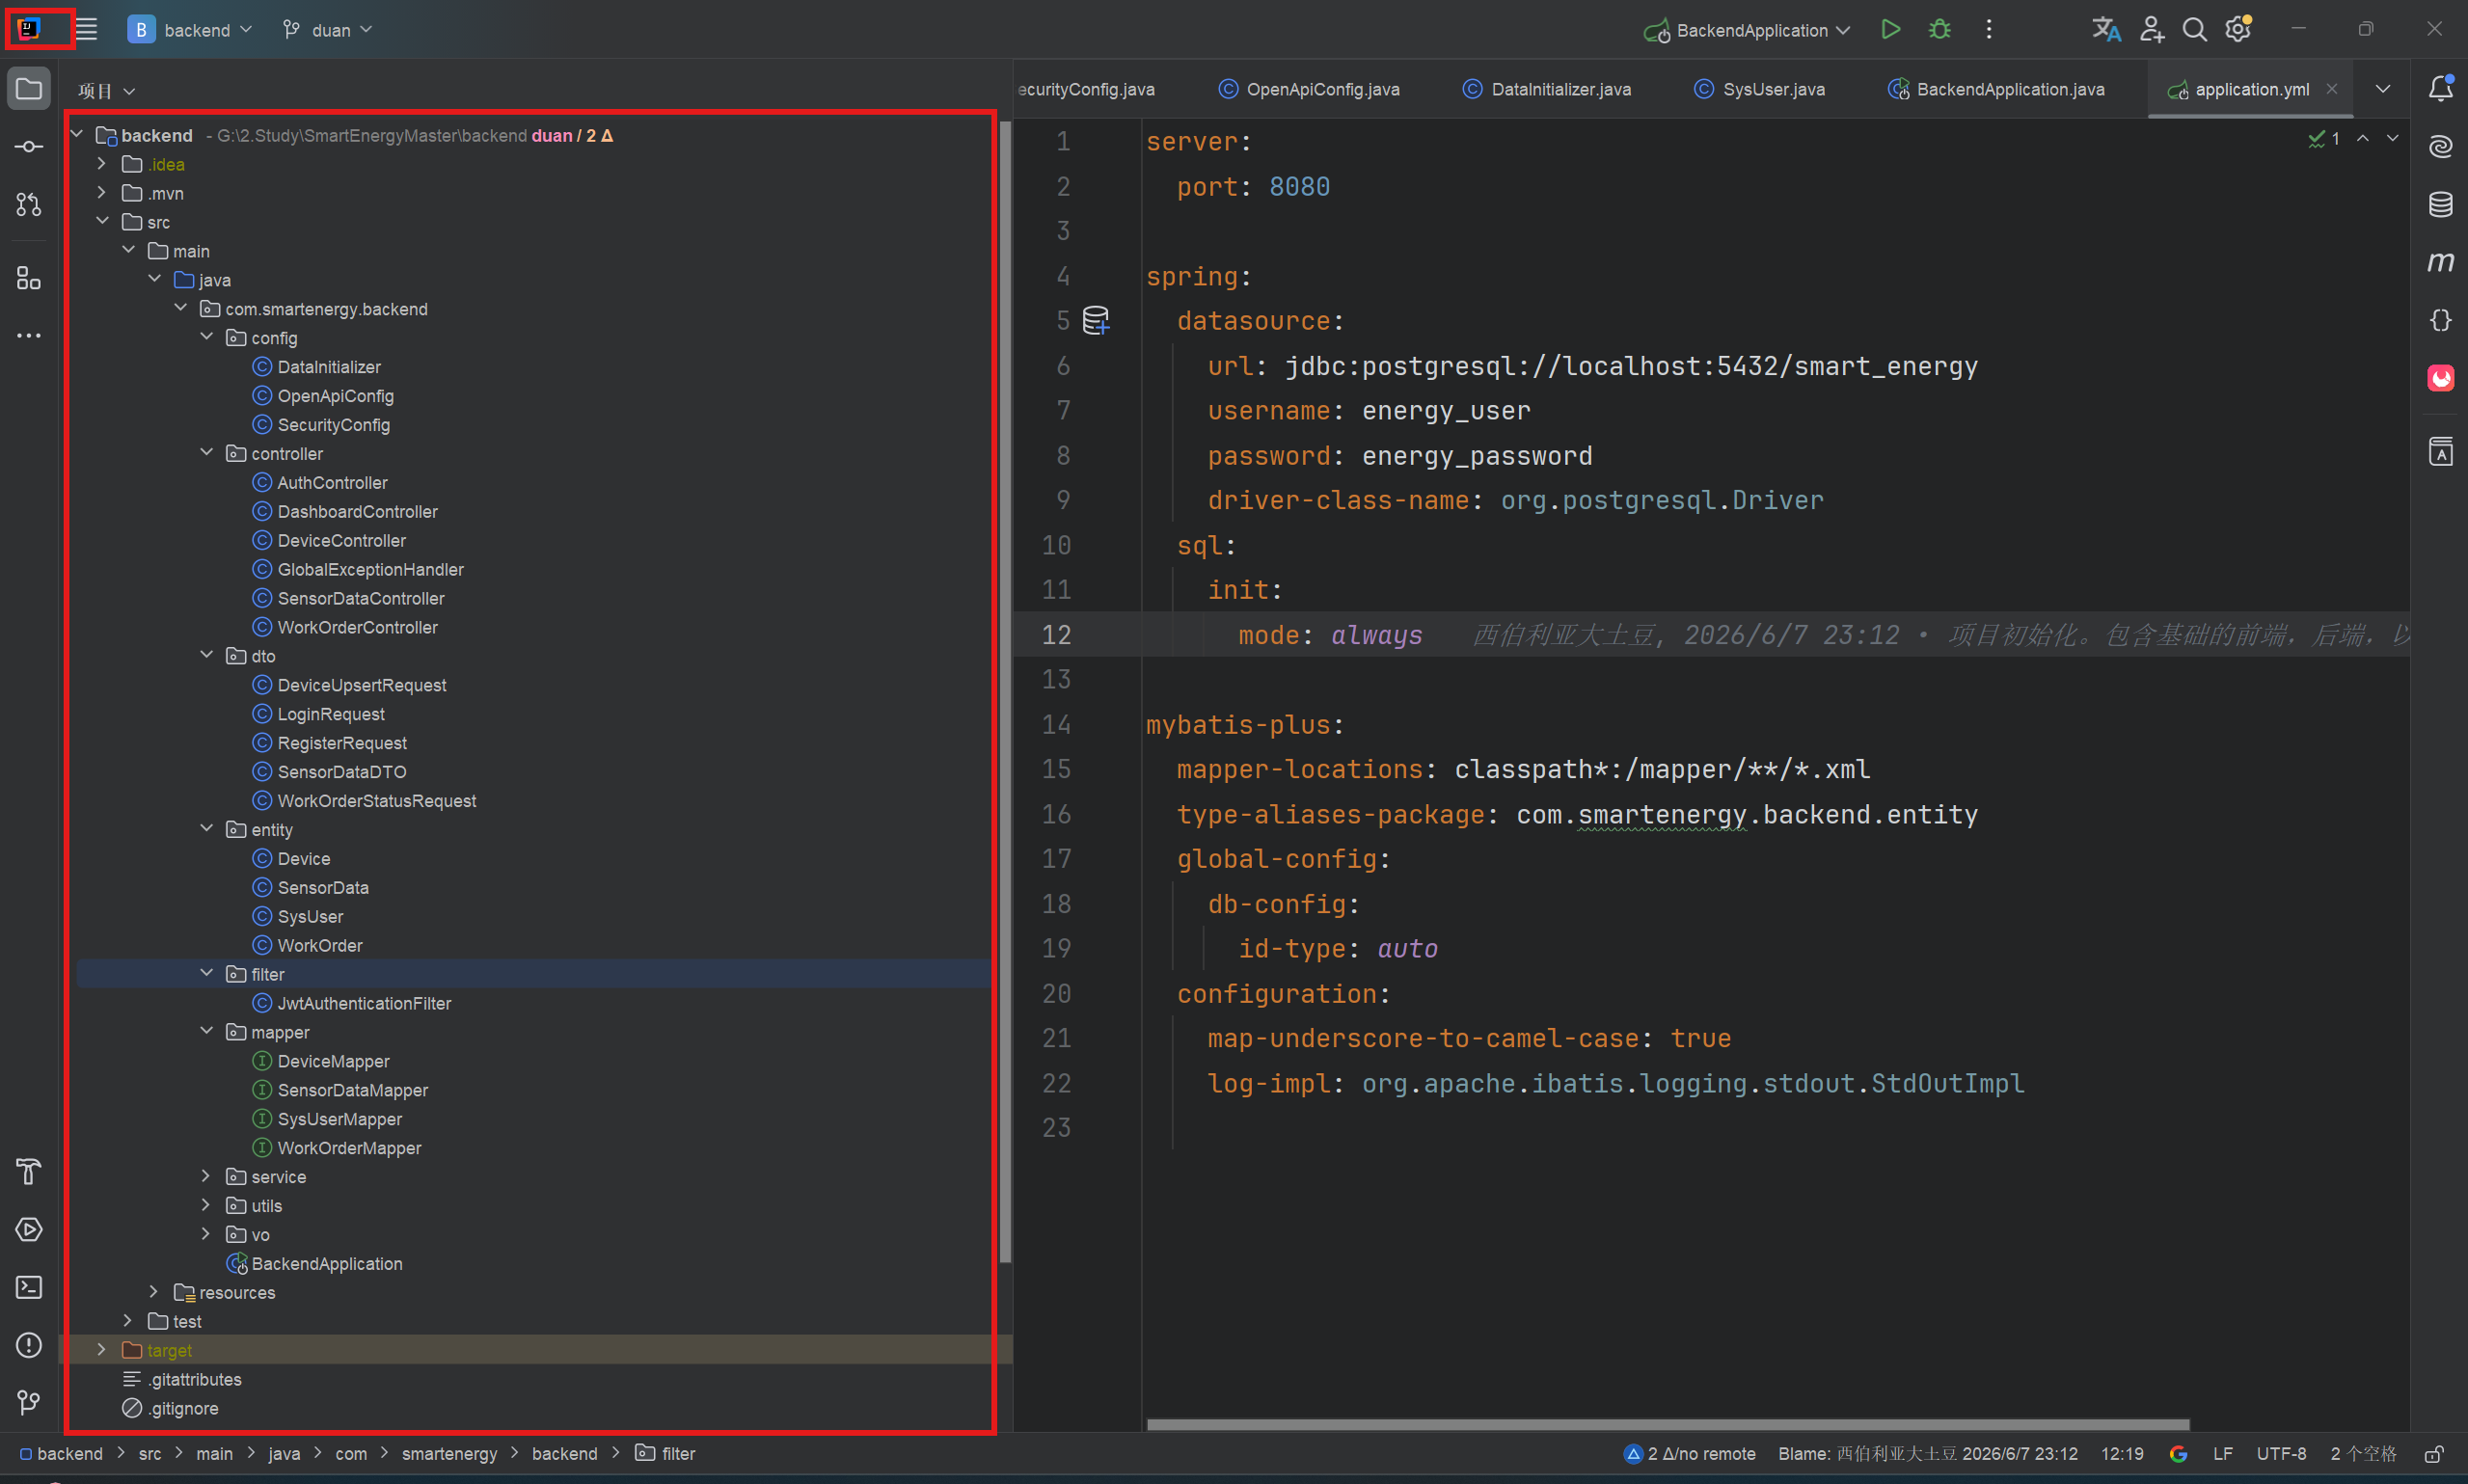 B backend duan BackendApplication
项目
backend - G:\2.Study\SmartEnergyMaster\backend duan / 2 Δ
.idea
.mvn
src
main
java
com.smartenergy.backend
config
DataInitializer
OpenApiConfig
SecurityConfig
controller
AuthController
DashboardController
DeviceController
GlobalExceptionHandler
SensorDataController
WorkOrderController
dto
DeviceUpsertRequest
LoginRequest
RegisterRequest
SensorDataDTO
WorkOrderStatusRequest
entity
Device
SensorData
SysUser
WorkOrder
filter
JwtAuthenticationFilter
mapper
DeviceMapper
SensorDataMapper
SysUserMapper
WorkOrderMapper
service
utils
vo
BackendApplication
resources
test
target
.gitattributes
.gitignore
ecurityConfig.java OpenApiConfig.java DataInitializer.java SysUser.java BackendApplication.java application.yml
1 server:
2 port: 8080
3
4 spring:
5 datasource:
6 url: jdbc:postgresql://localhost:5432/smart_energy
7 username: energy_user
8 password: energy_password
9 driver-class-name: org.postgresql.Driver
10 sql:
11 init:
12 mode: always 西伯利亚大土豆, 2026/6/7 23:12 · 项目初始化。包含基础的前端，后端，以
13
14 mybatis-plus:
15 mapper-locations: classpath*:/mapper/**/*.xml
16 type-aliases-package: com.smartenergy.backend.entity
17 global-config:
18 db-config:
19 id-type: auto
20 configuration:
21 map-underscore-to-camel-case: true
22 log-impl: org.apache.ibatis.logging.stdout.StdOutImpl
23
1
backend > src > main > java > com > smartenergy > backend > filter
2 Δ/no remote Blame: 西伯利亚大土豆 2026/6/7 23:12 12:19 LF UTF-8 2 个空格